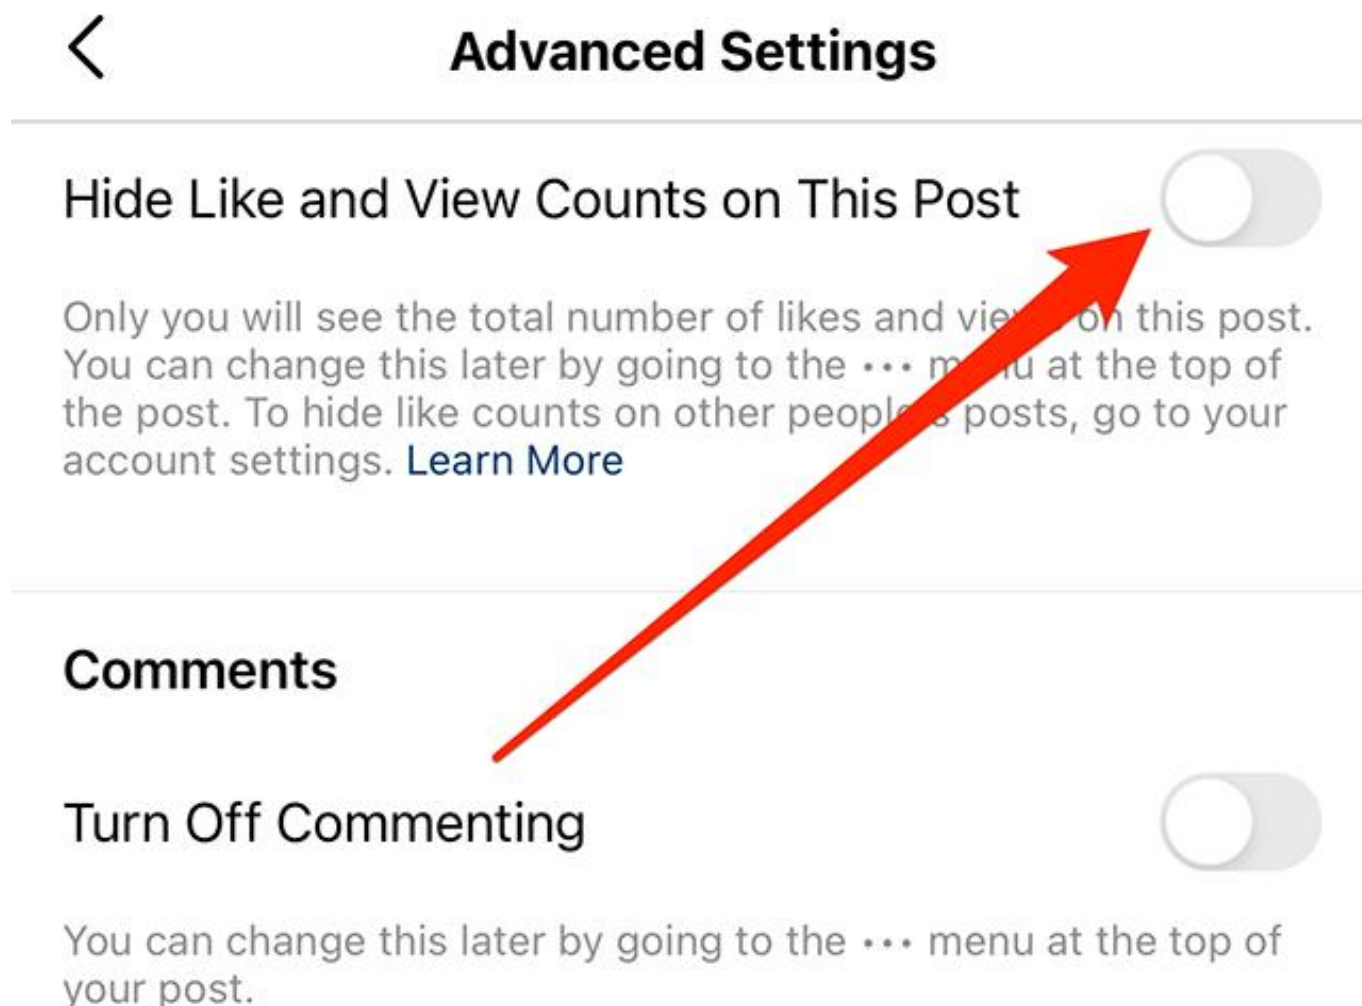 Advanced Settings
Hide Like and View Counts on This Post
Only you will see the total number of likes and views on this post.
You can change this later by going to the ··· menu at the top of
the post. To hide like counts on other people's posts, go to your
account settings. Learn More
Comments
Turn Off Commenting
You can change this later by going to the ··· menu at the top of
your post.